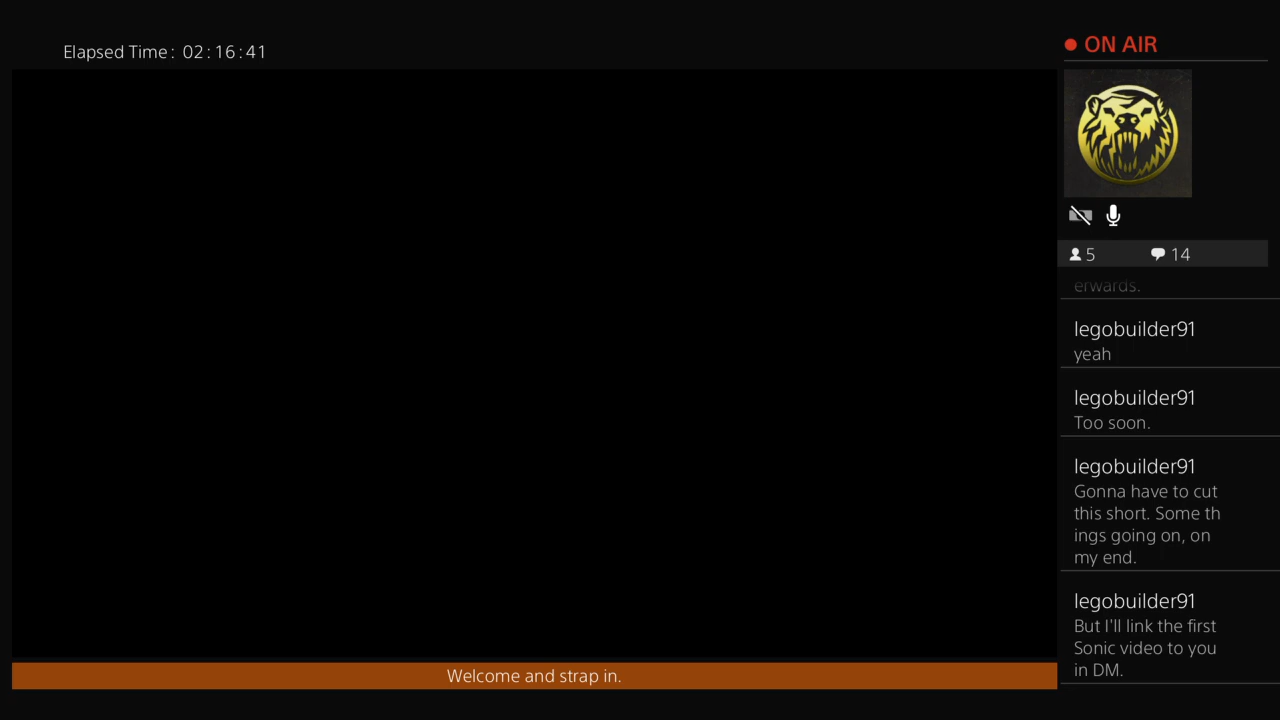 Elapsed Time: 02:16:41
ON AIR
5 14
erwards.
legobuilder91
yeah
legobuilder91
Too soon.
legobuilder91
Gonna have to cut
this short. Some th
ings going on, on
my end.
legobuilder91
But I'll link the first
Sonic video to you
in DM.
Welcome and strap in.